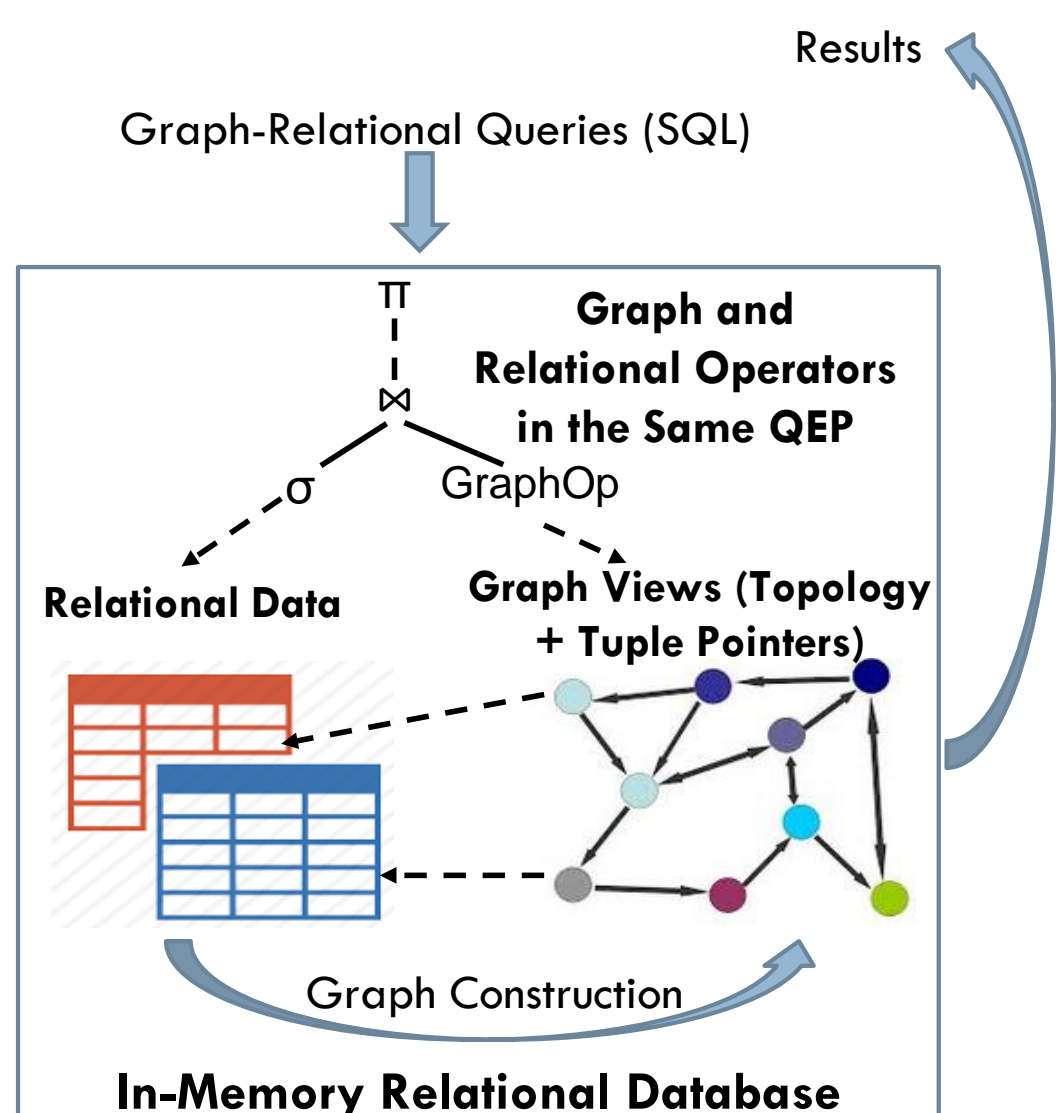 Results
Graph-Relational Queries (SQL)
π
Graph and
Relational Operators
in the Same QEP
⋈
σ
GraphOp
Relational Data
Graph Views (Topology
+ Tuple Pointers)
Graph Construction
In-Memory Relational Database